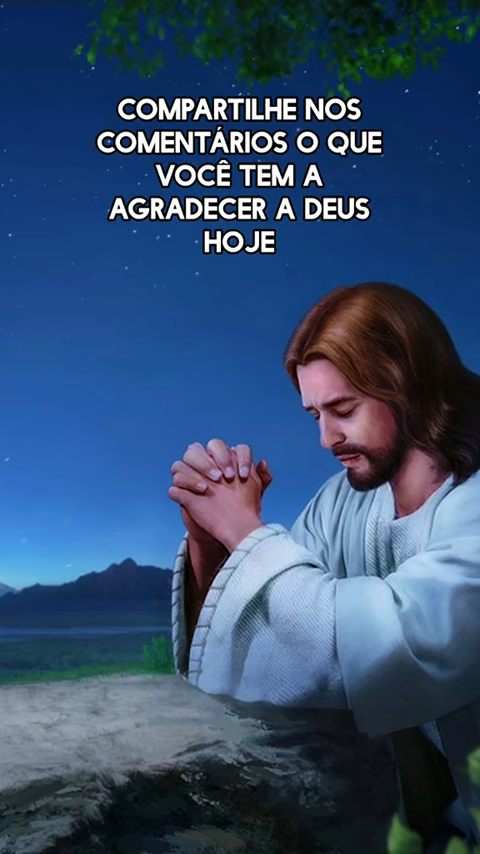 COMPARTILHE NOS
COMENTÁRIOS O QUE
VOCÊ TEM A
AGRADECER A DEUS
HOJE